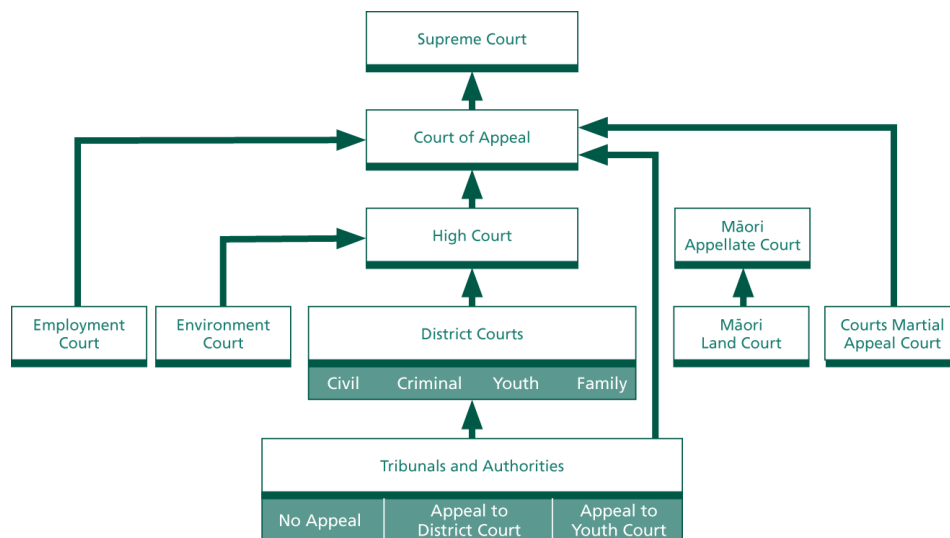 Supreme Court
Court of Appeal
High Court
Māori
Appellate Court
Employment
Court
Environment
Court
District Courts
Civil Criminal Youth Family
Māori
Land Court
Courts Martial
Appeal Court
Tribunals and Authorities
No Appeal
Appeal to
District Court
Appeal to
Youth Court